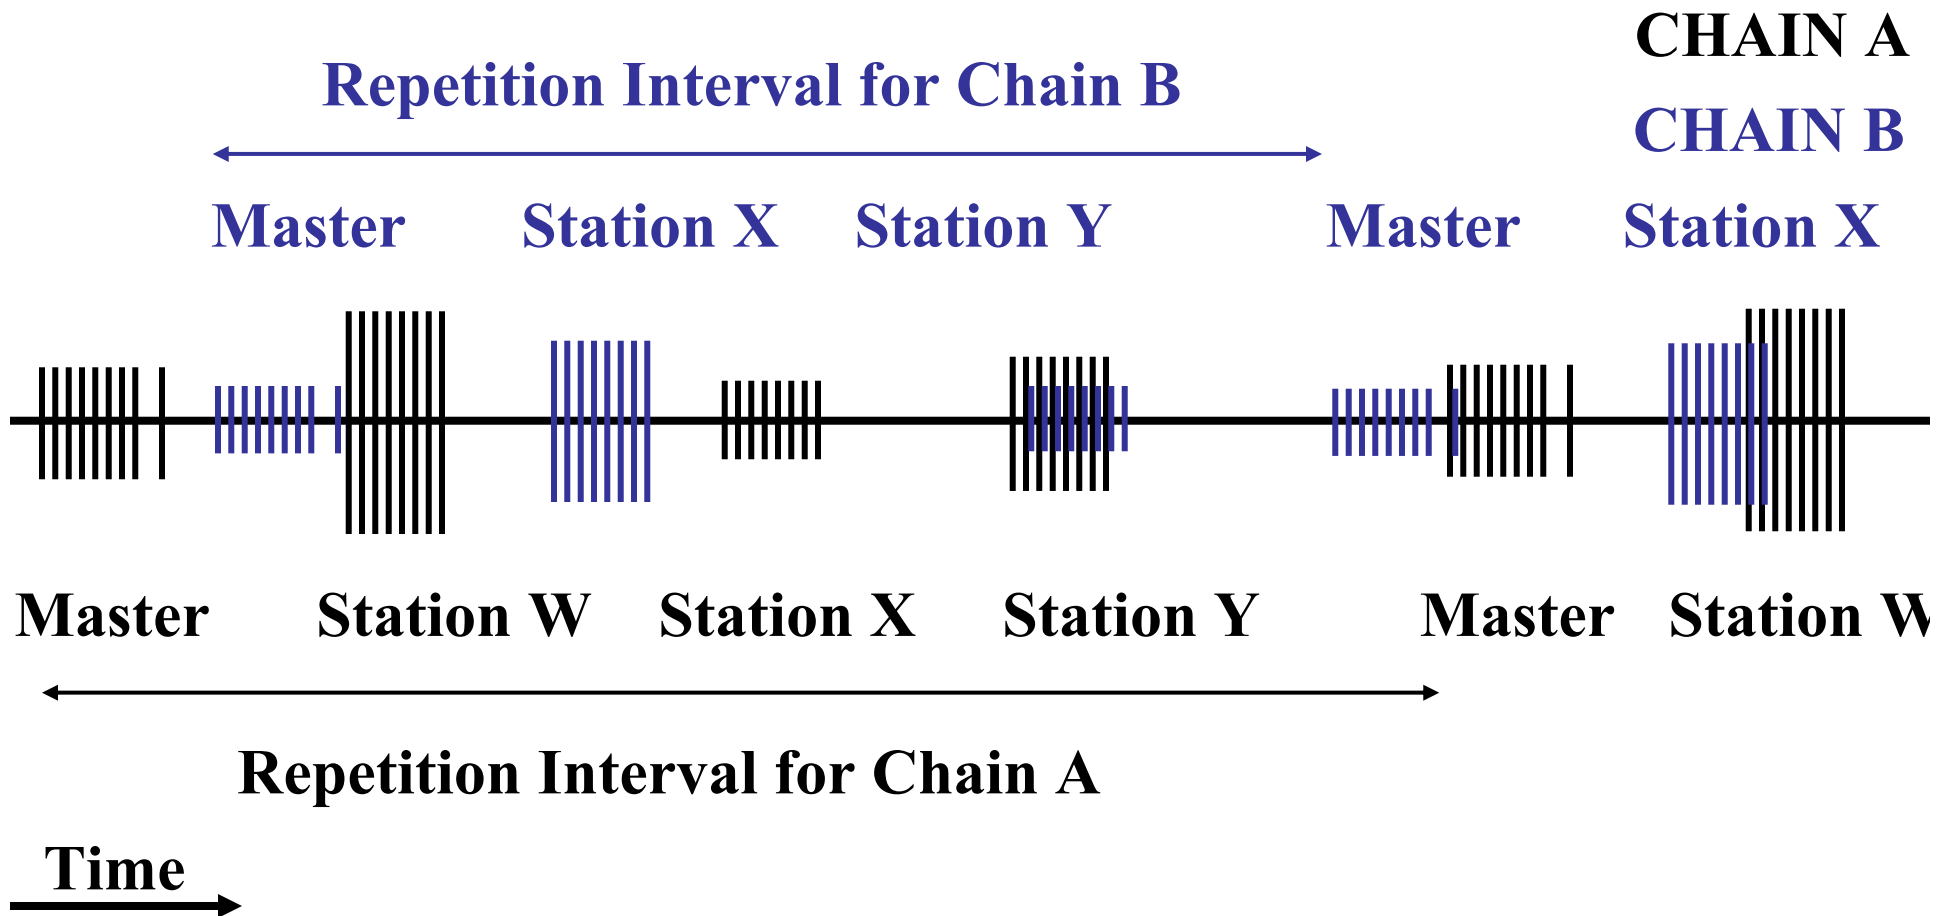 CHAIN A
Repetition Interval for Chain B
CHAIN B
Master Station X Station Y Master Station X
Master Station W Station X Station Y Master Station W
Repetition Interval for Chain A
Time